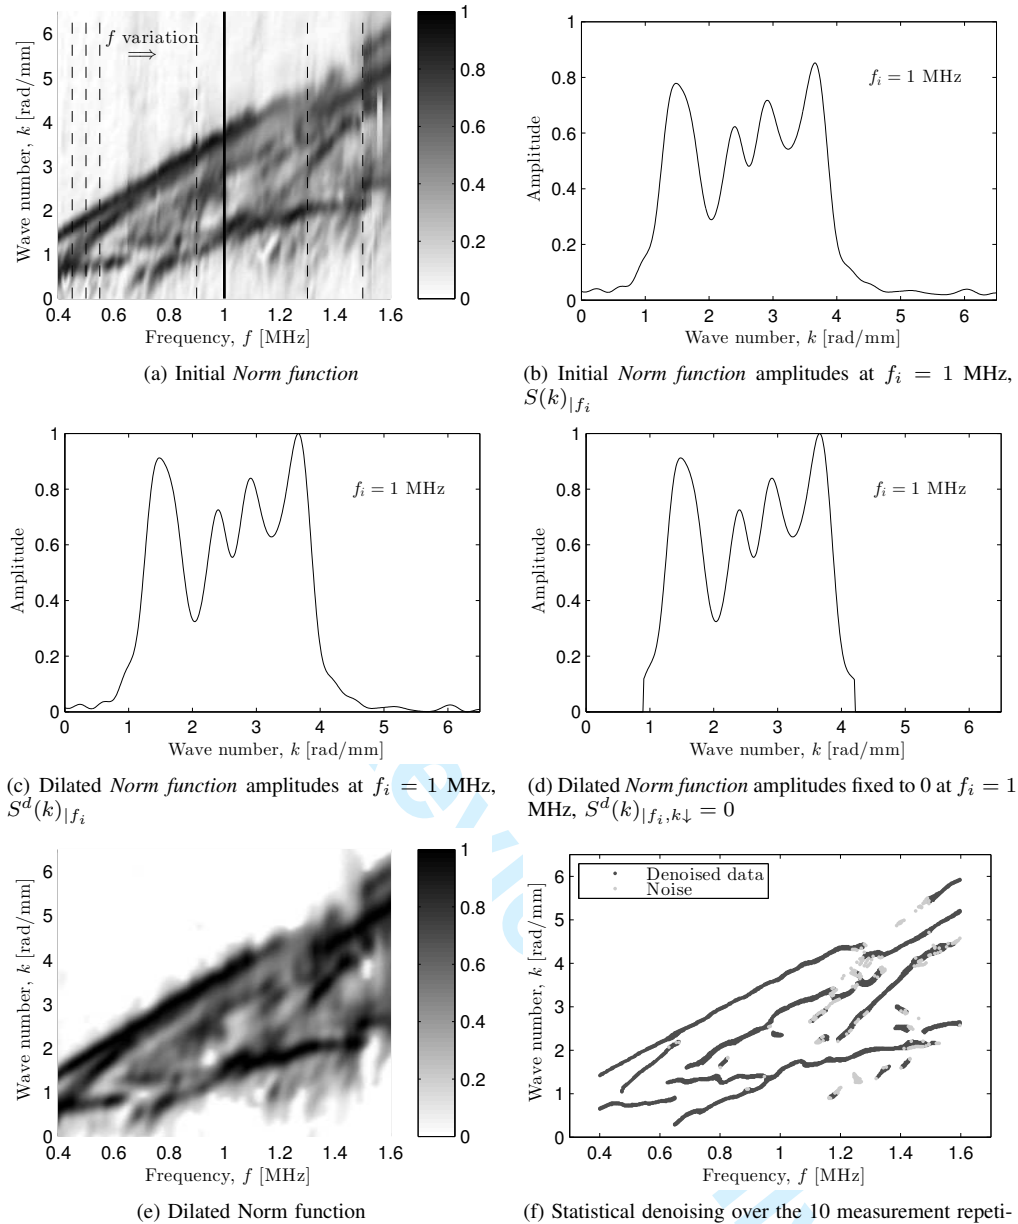 f variation
⇒
0
1
2
3
4
5
6
0.4 0.6 0.8 1 1.2 1.4 1.6
Wave number, k [rad/mm]
Frequency, f [MHz]
0
0.2
0.4
0.6
0.8
1
(a) Initial Norm function
f_i = 1 MHz
0
0.2
0.4
0.6
0.8
1
0 1 2 3 4 5 6
Amplitude
Wave number, k [rad/mm]
(b) Initial Norm function amplitudes at f_i = 1 MHz,
S(k)_{|f_i}
f_i = 1 MHz
0
0.2
0.4
0.6
0.8
1
0 1 2 3 4 5 6
Amplitude
Wave number, k [rad/mm]
(c) Dilated Norm function amplitudes at f_i = 1 MHz,
S^d(k)_{|f_i}
f_i = 1 MHz
0
0.2
0.4
0.6
0.8
1
0 1 2 3 4 5 6
Amplitude
Wave number, k [rad/mm]
(d) Dilated Norm function amplitudes fixed to 0 at f_i = 1
MHz, S^d(k)_{|f_i,k↓} = 0
0
1
2
3
4
5
6
0.4 0.6 0.8 1 1.2 1.4 1.6
Wave number, k [rad/mm]
Frequency, f [MHz]
0
0.2
0.4
0.6
0.8
1
(e) Dilated Norm function
Denoised data
Noise
0
1
2
3
4
5
6
0.4 0.6 0.8 1 1.2 1.4 1.6
Wave number, k [rad/mm]
Frequency, f [MHz]
(f) Statistical denoising over the 10 measurement repeti-